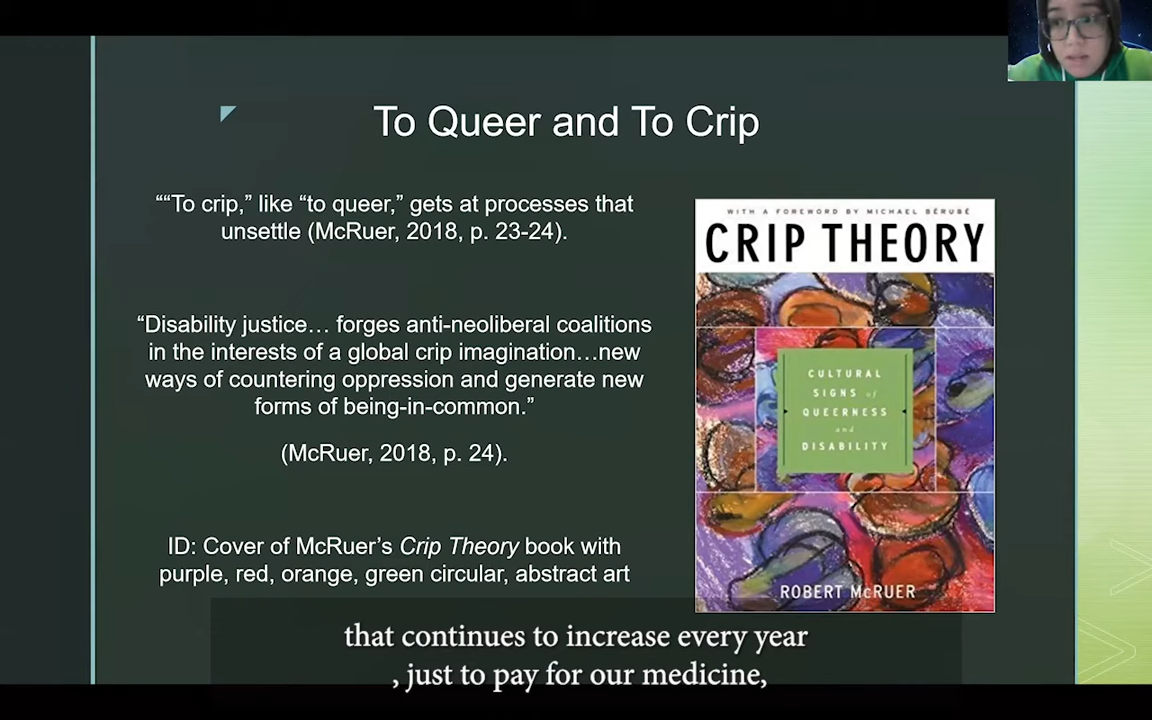 To Queer and To Crip
““To crip,” like “to queer,” gets at processes that
unsettle (McRuer, 2018, p. 23-24).
“Disability justice… forges anti-neoliberal coalitions
in the interests of a global crip imagination…new
ways of countering oppression and generate new
forms of being-in-common.”
(McRuer, 2018, p. 24).
ID: Cover of McRuer’s Crip Theory book with
purple, red, orange, green circular, abstract art
WITH A FOREWORD BY MICHAEL BÉRUBÉ
CRIP THEORY
CULTURAL
SIGNS of
QUEERNESS
and
DISABILITY
ROBERT McRUER
that continues to increase every year
, just to pay for our medicine,